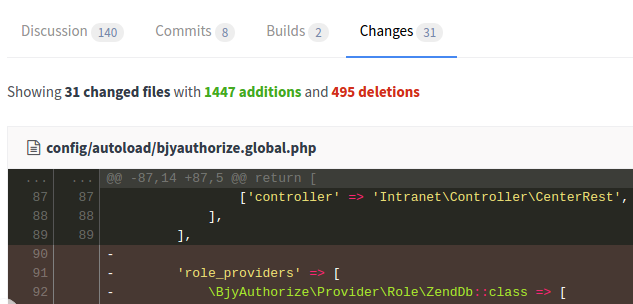 Discussion 140 Commits 8 Builds 2 Changes 31
Showing 31 changed files with 1447 additions and 495 deletions
config/autoload/bjyauthorize.global.php
... ... @@ -87,14 +87,5 @@ return [
87 87 ['controller' => 'Intranet\Controller\CenterRest',
88 88 ],
89 89 ],
90 -
91 - 'role_providers' => [
92 - \BjyAuthorize\Provider\Role\ZendDb::class => [